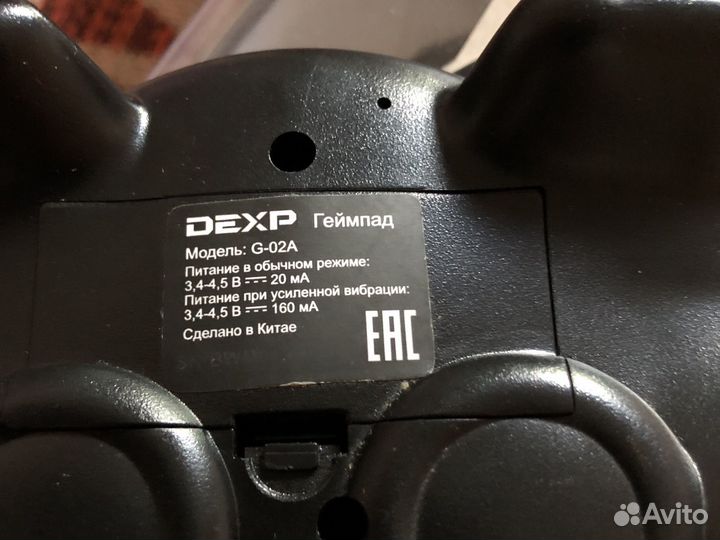 DEXP Геймпад
Модель: G-02A
Питание в обычном режиме:
3,4-4,5 В 20 мА
Питание при усиленной вибрации:
3,4-4,5 В 160 мА
Сделано в Китае
EAC
Avito